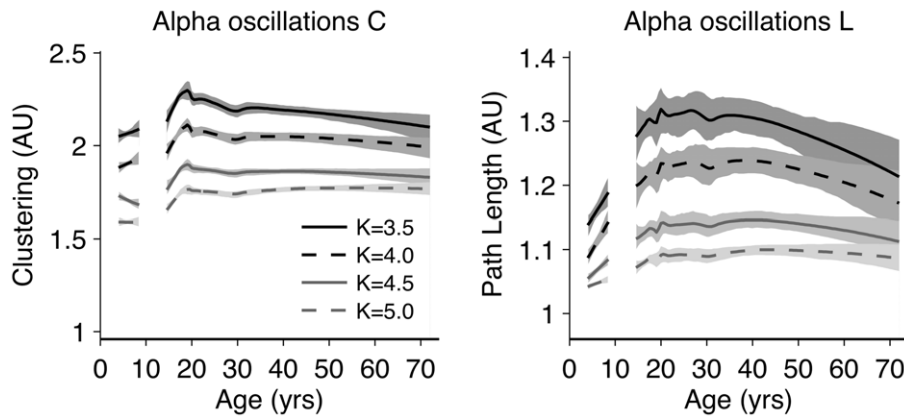 Alpha oscillations C
Clustering (AU)
2.5
2
1.5
1
K=3.5
K=4.0
K=4.5
K=5.0
0 10 20 30 40 50 60 70
Age (yrs)
Alpha oscillations L
Path Length (AU)
1.4
1.3
1.2
1.1
1
0 10 20 30 40 50 60 70
Age (yrs)